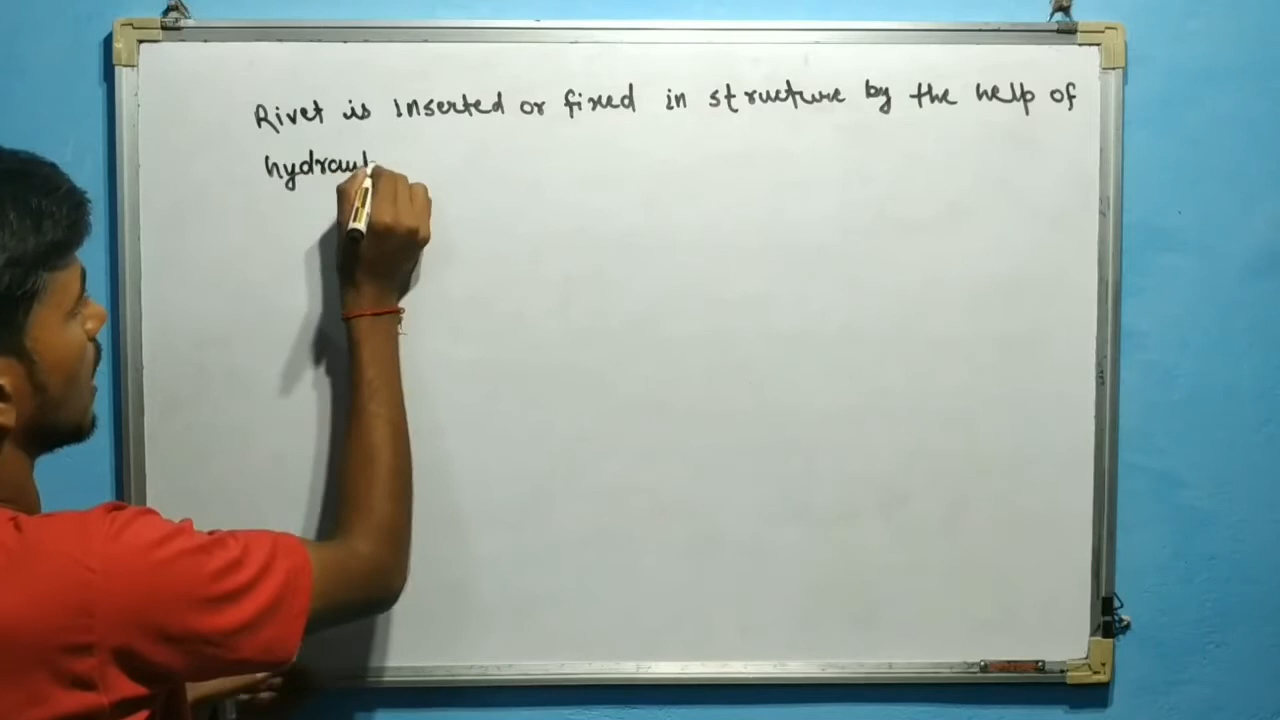 Rivet is inserted or fixed in structure by the help of
hydraul